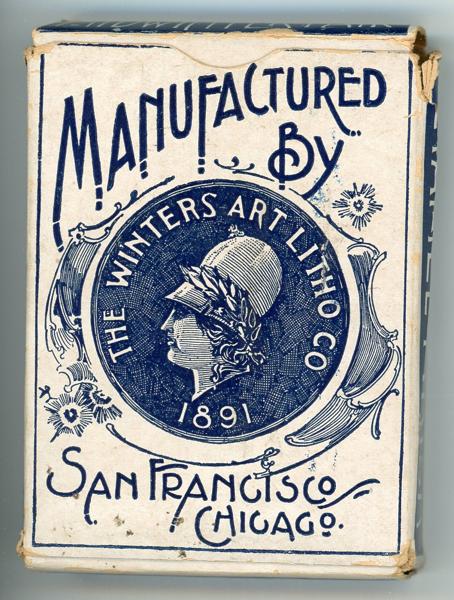 MANUFACTURED
By
THE WINTERS ART LITHO CO
1891
SAN FRANCISCO
CHICAGO.